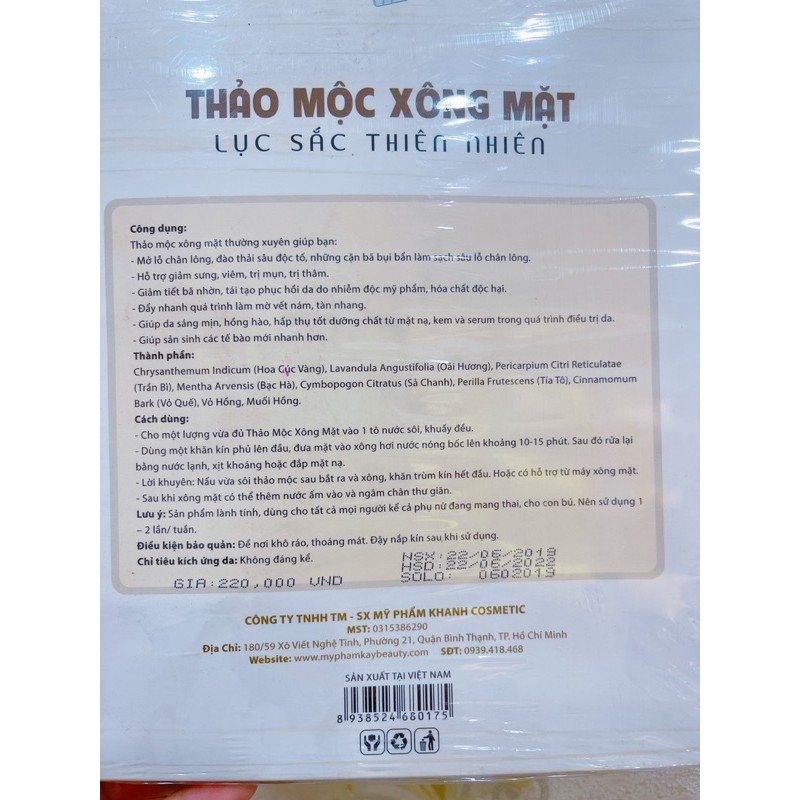 THẢO MỘC XÔNG MẶT
LỤC SẮC THIÊN NHIÊN
Công dụng:
Thảo mộc xông mặt thường xuyên giúp bạn:
- Mở lỗ chân lông, đào thải sâu độc tố, những cặn bã bụi bẩn làm sạch sâu lỗ chân lông.
- Hỗ trợ giảm sưng, viêm, trị mụn, trị thâm.
- Giảm tiết bã nhờn, tái tạo phục hồi da do nhiễm độc mỹ phẩm, hóa chất độc hại.
- Đẩy nhanh quá trình làm mờ vết nám, tàn nhang.
- Giúp da sáng mịn, hồng hào, hấp thụ tốt dưỡng chất từ mặt nạ, kem và serum trong quá trình điều trị da.
- Giúp sản sinh các tế bào mới nhanh hơn.
Thành phần:
Chrysanthemum Indicum (Hoa Cúc Vàng), Lavandula Angustifolia (Oải Hương), Pericarpium Citri Reticulatae
(Trần Bì), Mentha Arvensis (Bạc Hà), Cymbopogon Citratus (Sả Chanh), Perilla Frutescens (Tía Tô), Cinnamomum
Bark (Vỏ Quế), Vỏ Hồng, Muối Hồng.
Cách dùng:
- Cho một lượng vừa đủ Thảo Mộc Xông Mặt vào 1 tô nước sôi, khuấy đều.
- Dùng một khăn kín phủ lên đầu, đưa mặt vào xông hơi nước nóng bốc lên khoảng 10-15 phút. Sau đó rửa lại
bằng nước lạnh, xịt khoáng hoặc đắp mặt nạ.
- Lời khuyên: Nấu vừa sôi thảo mộc sau bắt ra và xông, khăn trùm kín hết đầu. Hoặc có hỗ trợ từ máy xông mặt.
- Sau khi xông mặt có thể thêm nước ấm vào và ngâm chân thư giãn.
Lưu ý: Sản phẩm lành tính, dùng cho tất cả mọi người kể cả phụ nữ đang mang thai, cho con bú. Nên sử dụng 1
– 2 lần/ tuần.
Điều kiện bảo quản: Để nơi khô ráo, thoáng mát. Đậy nắp kín sau khi sử dụng.
Chỉ tiêu kích ứng da: Không đáng kể.
NSX: 22/06/2019
HSD: 22/06/2022
GIA: 220,000 VND
SOLO: 062019
CÔNG TY TNHH TM - SX MỸ PHẨM KHANH COSMETIC
MST: 0315386290
Địa Chỉ: 180/59 Xô Viết Nghệ Tĩnh, Phường 21, Quận Bình Thạnh, TP. Hồ Chí Minh
Website: www.myphamkaybeauty.com SĐT: 0939.418.468
SẢN XUẤT TẠI VIỆT NAM
8 938524 680175